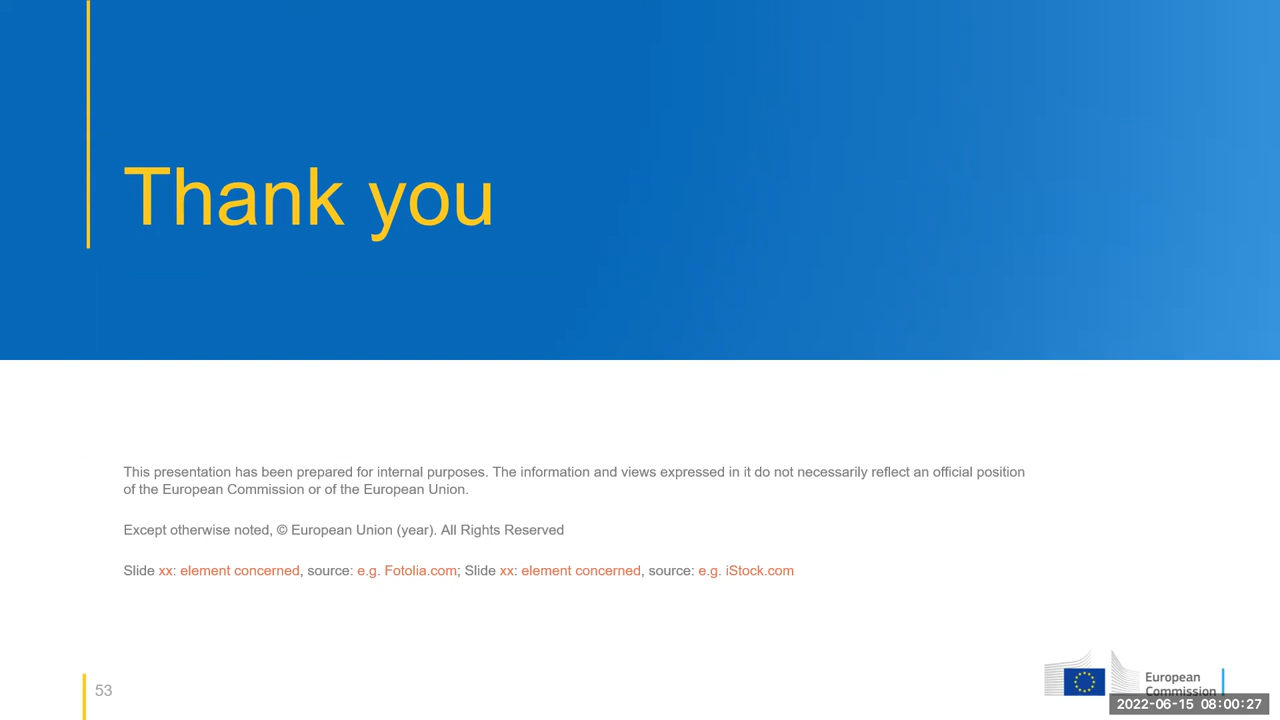 Thank you
This presentation has been prepared for internal purposes. The information and views expressed in it do not necessarily reflect an official position
of the European Commission or of the European Union.
Except otherwise noted, © European Union (year). All Rights Reserved
Slide xx: element concerned, source: e.g. Fotolia.com; Slide xx: element concerned, source: e.g. iStock.com
53
European
Commission
2022-06-15 08:00:27